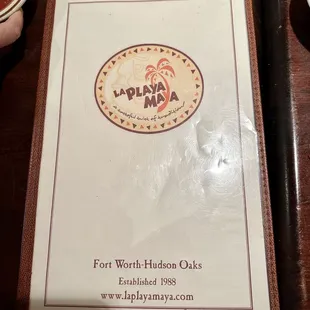 LA PLAYA
MAYA
Fort Worth-Hudson Oaks
Established 1988
www.laplayamaya.com